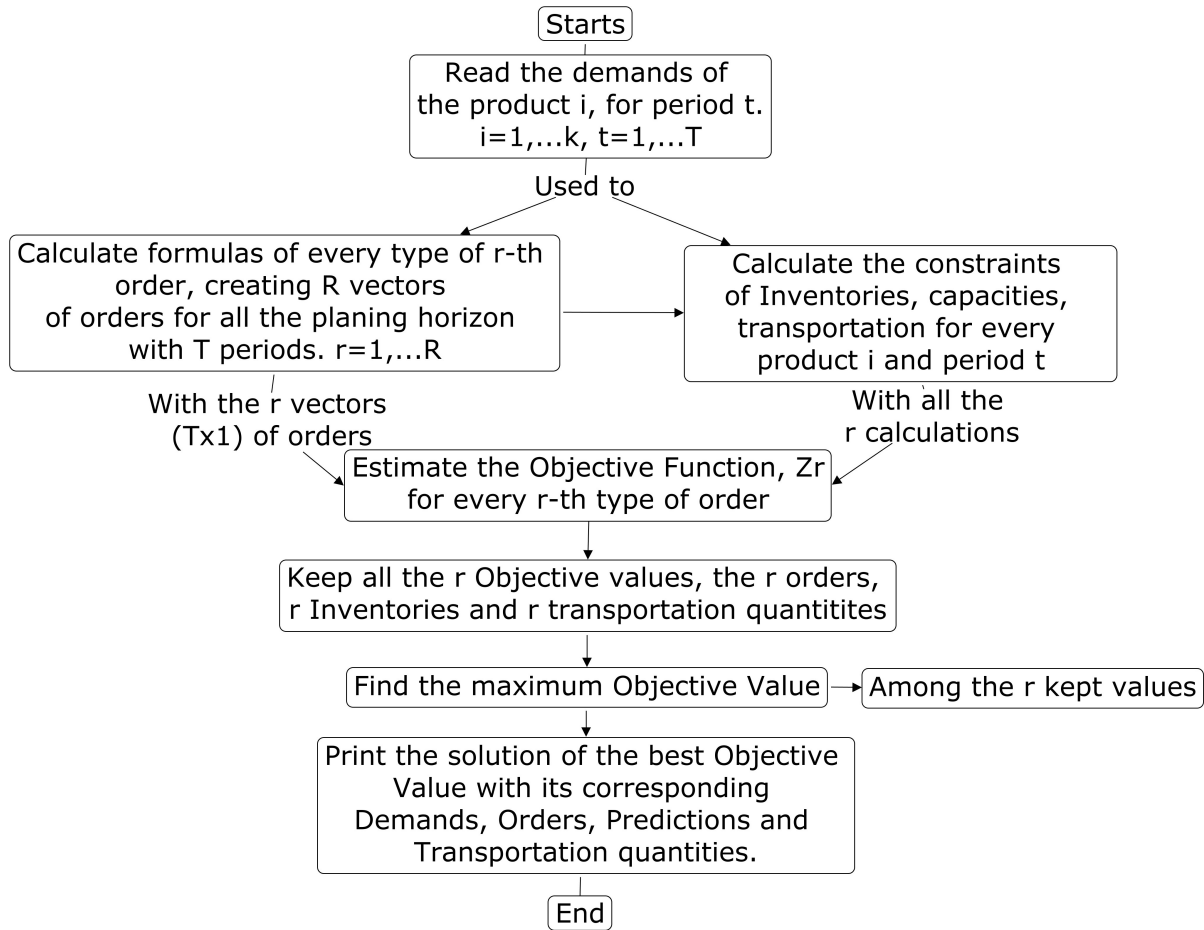 Starts
Read the demands of
the product i, for period t.
i=1,...k, t=1,...T
Used to
Calculate formulas of every type of r-th
order, creating R vectors
of orders for all the planing horizon
with T periods. r=1,...R
Calculate the constraints
of Inventories, capacities,
transportation for every
product i and period t
With the r vectors
(Tx1) of orders
With all the
r calculations
Estimate the Objective Function, Zr
for every r-th type of order
Keep all the r Objective values, the r orders,
r Inventories and r transportation quantitites
Find the maximum Objective Value
Among the r kept values
Print the solution of the best Objective
Value with its corresponding
Demands, Orders, Predictions and
Transportation quantities.
End